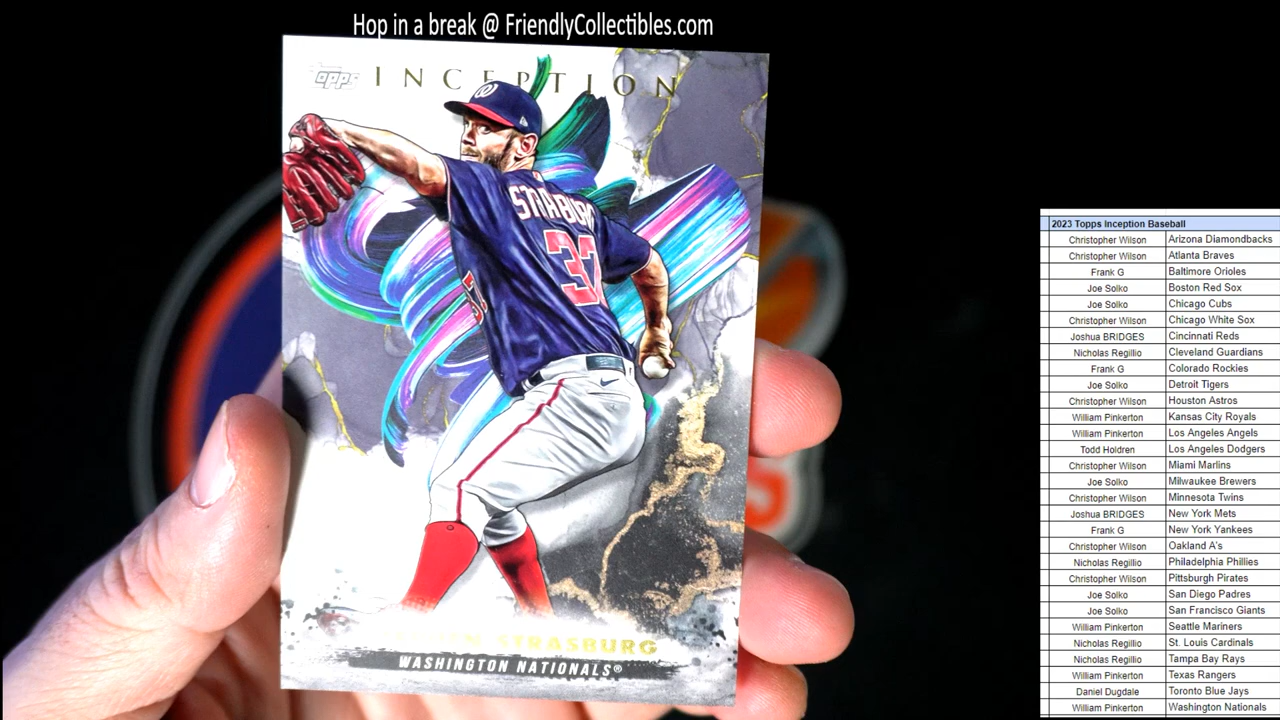 Hop in a break @ FriendlyCollectibles.com
topps INCEPTION
STRASBURG
37
37
STRASBURG
WASHINGTON NATIONALS®
2023 Topps Inception Baseball
Christopher Wilson Arizona Diamondbacks
Christopher Wilson Atlanta Braves
Frank G Baltimore Orioles
Joe Solko Boston Red Sox
Joe Solko Chicago Cubs
Christopher Wilson Chicago White Sox
Joshua BRIDGES Cincinnati Reds
Nicholas Regillio Cleveland Guardians
Frank G Colorado Rockies
Joe Solko Detroit Tigers
Christopher Wilson Houston Astros
William Pinkerton Kansas City Royals
William Pinkerton Los Angeles Angels
Todd Holdren Los Angeles Dodgers
Christopher Wilson Miami Marlins
Joe Solko Milwaukee Brewers
Christopher Wilson Minnesota Twins
Joshua BRIDGES New York Mets
Frank G New York Yankees
Christopher Wilson Oakland A's
Nicholas Regillio Philadelphia Phillies
Christopher Wilson Pittsburgh Pirates
Joe Solko San Diego Padres
Joe Solko San Francisco Giants
William Pinkerton Seattle Mariners
Nicholas Regillio St. Louis Cardinals
Nicholas Regillio Tampa Bay Rays
William Pinkerton Texas Rangers
Daniel Dugdale Toronto Blue Jays
William Pinkerton Washington Nationals